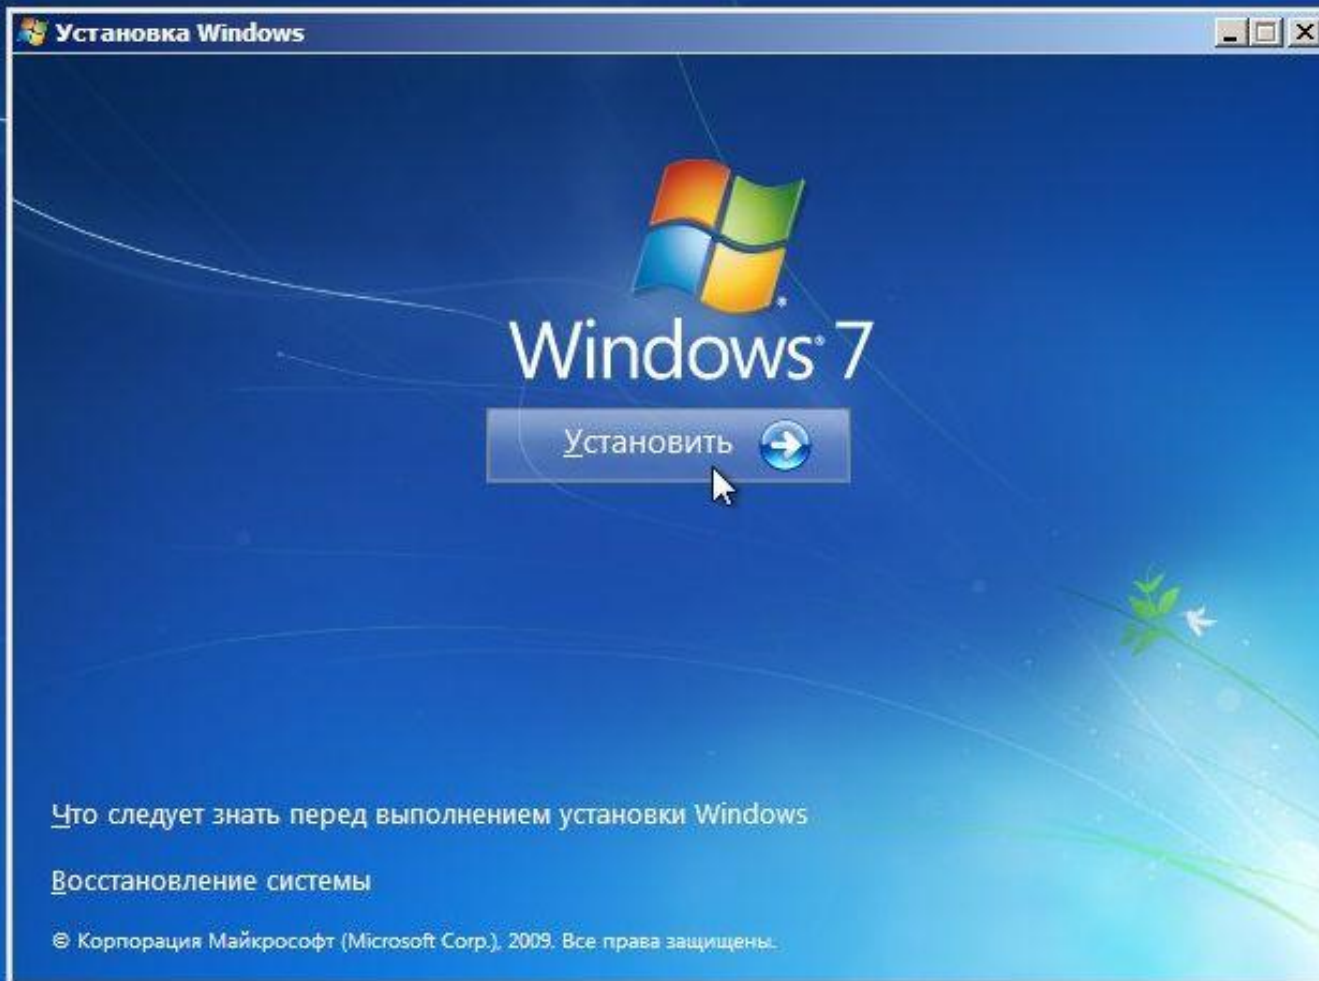 Установка Windows
Windows® 7
Установить
Что следует знать перед выполнением установки Windows
Восстановление системы
© Корпорация Майкрософт (Microsoft Corp.), 2009. Все права защищены.